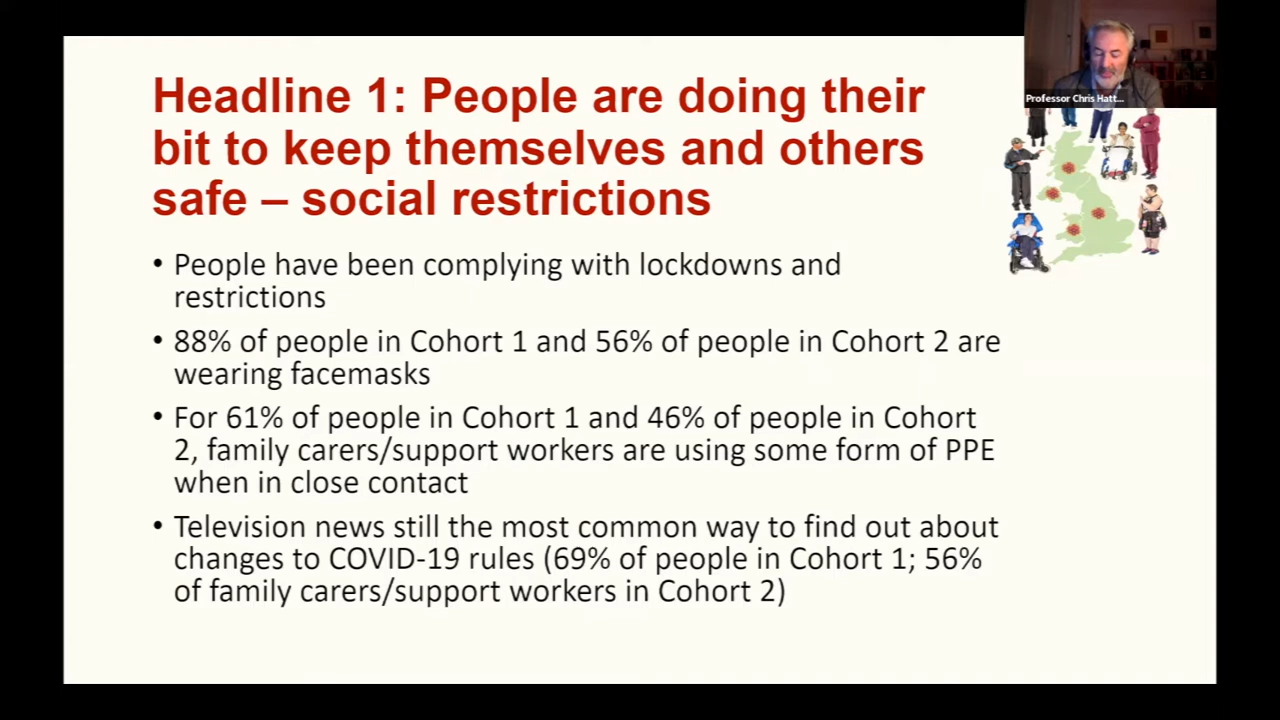 Headline 1: People are doing their
bit to keep themselves and others
safe – social restrictions
Professor Chris Hatt...
• People have been complying with lockdowns and
restrictions
• 88% of people in Cohort 1 and 56% of people in Cohort 2 are
wearing facemasks
• For 61% of people in Cohort 1 and 46% of people in Cohort
2, family carers/support workers are using some form of PPE
when in close contact
• Television news still the most common way to find out about
changes to COVID-19 rules (69% of people in Cohort 1; 56%
of family carers/support workers in Cohort 2)